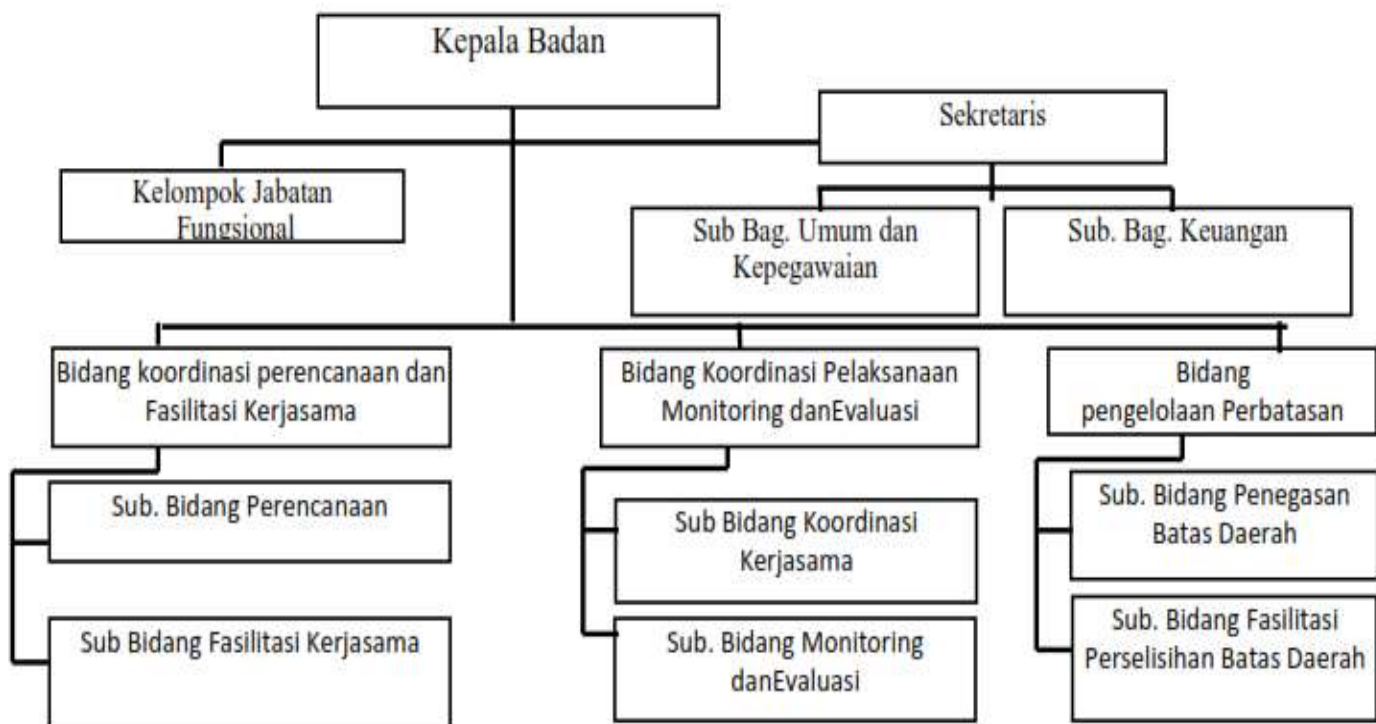 Kepala Badan
Sekretaris
Kelompok Jabatan
Fungsional
Sub Bag. Umum dan
Kepegawaian
Sub. Bag. Keuangan
Bidang koordinasi perencanaan dan
Fasilitasi Kerjasama
Bidang Koordinasi Pelaksanaan
Monitoring danEvaluasi
Bidang
pengelolaan Perbatasan
Sub. Bidang Perencanaan
Sub Bidang Fasilitasi Kerjasama
Sub Bidang Koordinasi
Kerjasama
Sub. Bidang Monitoring
danEvaluasi
Sub. Bidang Penegasan
Batas Daerah
Sub. Bidang Fasilitasi
Perselisihan Batas Daerah